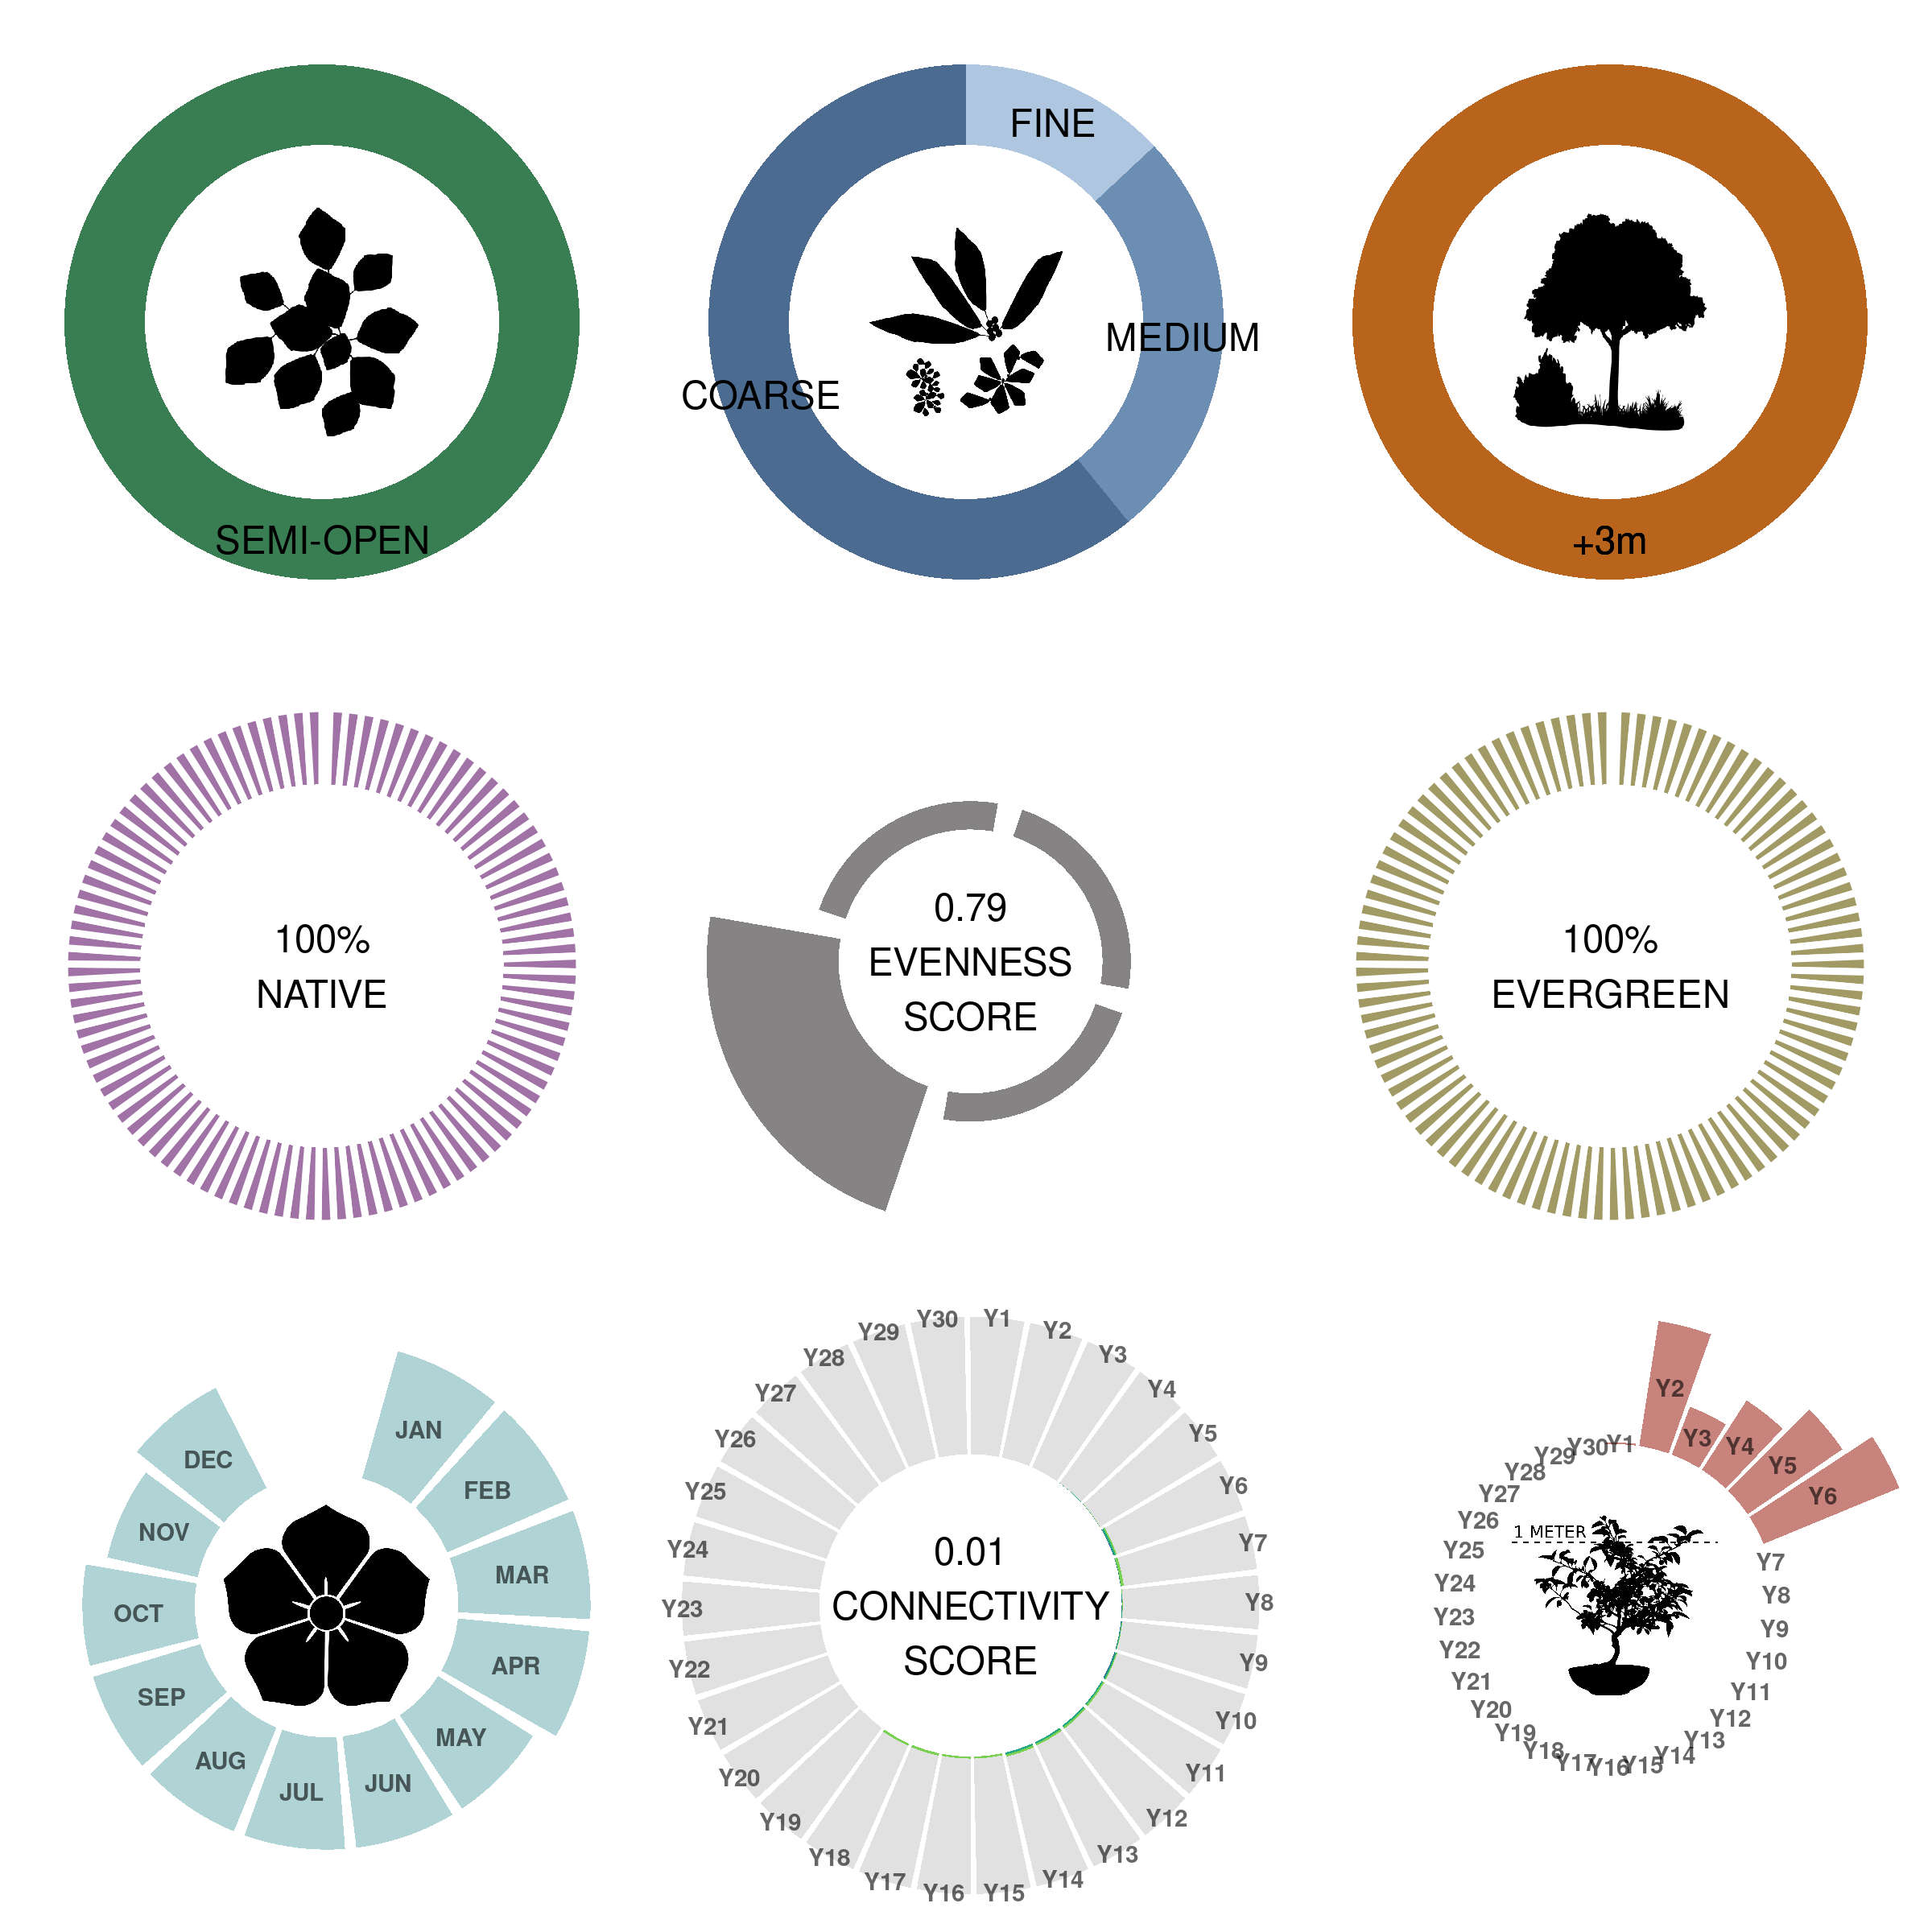 FINE
MEDIUM
COARSE
SEMI-OPEN
+3m
100%
NATIVE
0.79
EVENNESS
SCORE
100%
EVERGREEN
JAN
FEB
MAR
APR
MAY
JUN
JUL
AUG
SEP
OCT
NOV
DEC
0.01
CONNECTIVITY
SCORE
Y1
Y2
Y3
Y4
Y5
Y6
Y7
Y8
Y9
Y10
Y11
Y12
Y13
Y14
Y15
Y16
Y17
Y18
Y19
Y20
Y21
Y22
Y23
Y24
Y25
Y26
Y27
Y28
Y29
Y30
1 METER
Y1
Y2
Y3
Y4
Y5
Y6
Y7
Y8
Y9
Y10
Y11
Y12
Y13
Y14
Y15
Y16
Y17
Y18
Y19
Y20
Y21
Y22
Y23
Y24
Y25
Y26
Y27
Y28
Y29
Y30